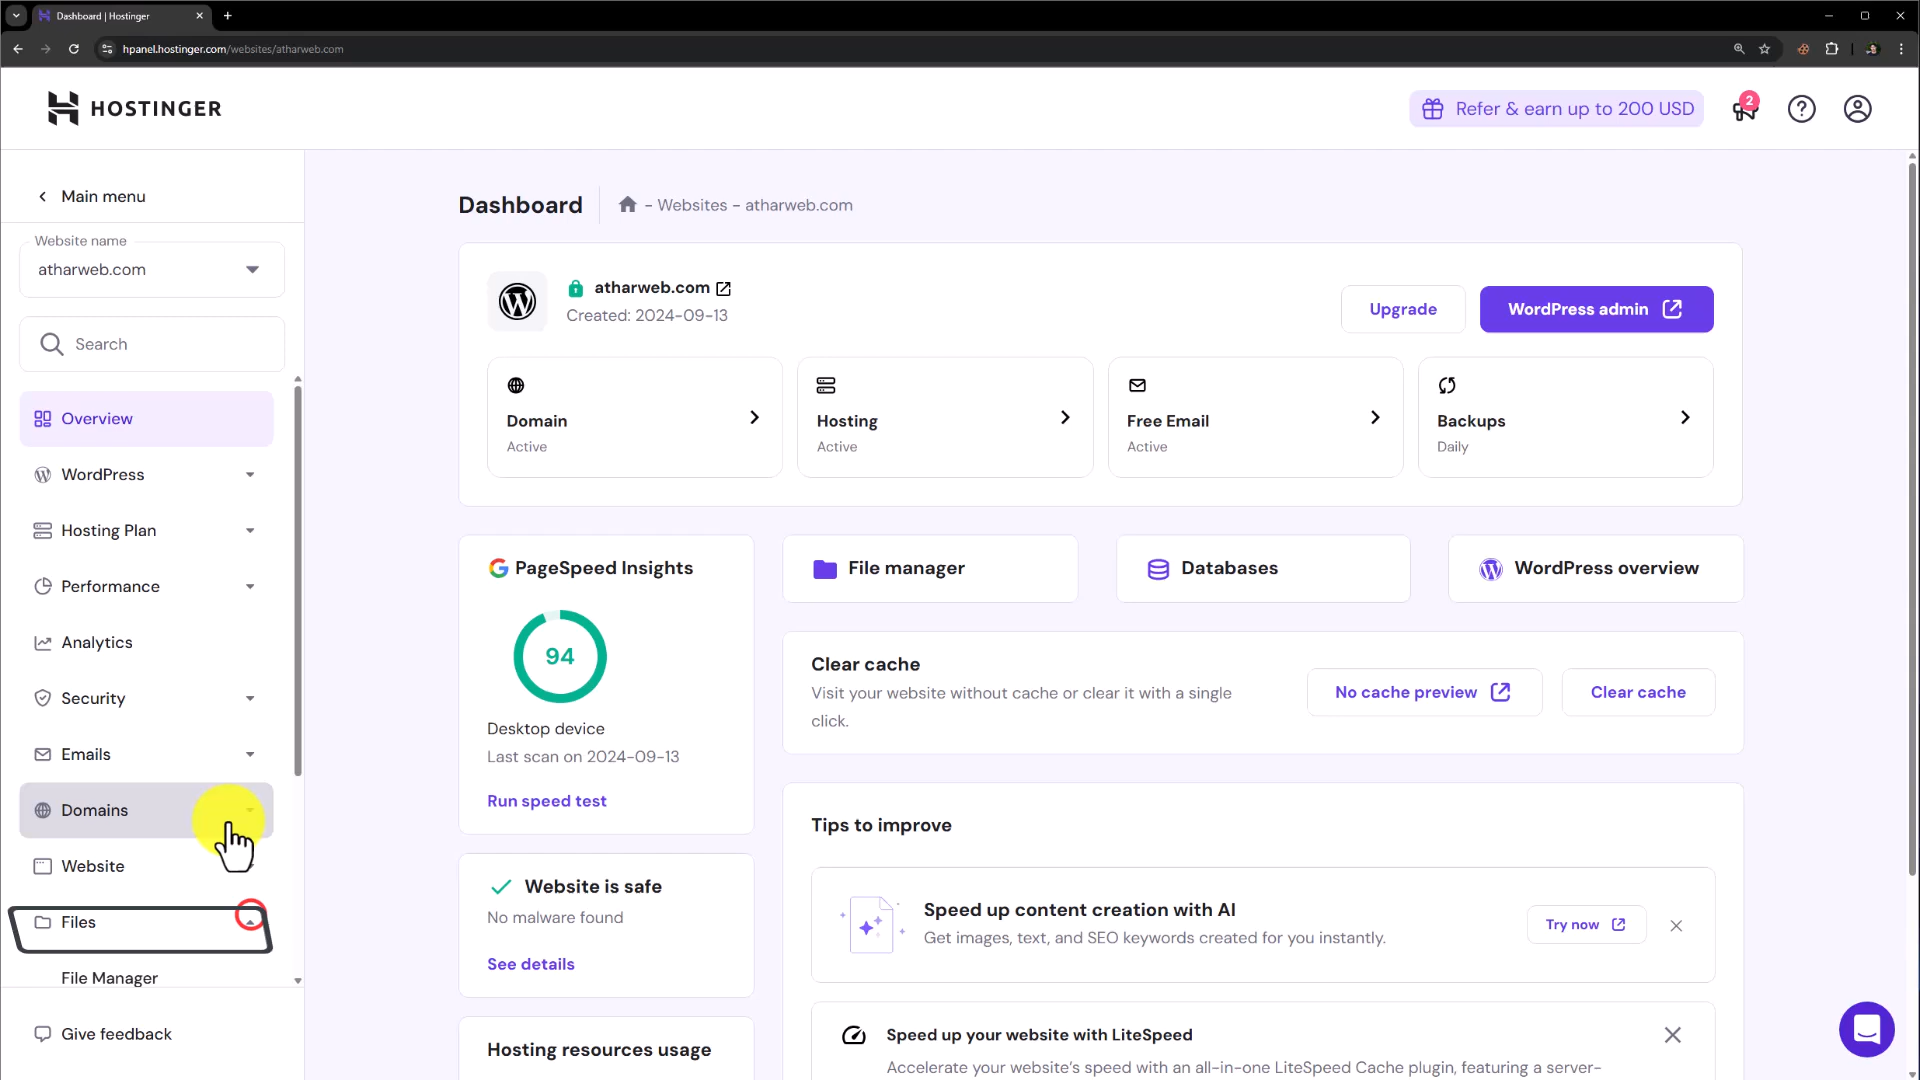 Dashboard | Hostinger
hpanel.hostinger.com/websites/atharweb.com
HOSTINGER
Refer & earn up to 200 USD
2
Main menu
Website name
atharweb.com
Search
Overview
WordPress
Hosting Plan
Performance
Analytics
Security
Emails
Domains
Website
Files
File Manager
Give feedback
Dashboard
- Websites - atharweb.com
atharweb.com
Created: 2024-09-13
Upgrade
WordPress admin
Domain
Active
Hosting
Active
Free Email
Active
Backups
Daily
PageSpeed Insights
94
Desktop device
Last scan on 2024-09-13
Run speed test
File manager
Databases
WordPress overview
Clear cache
Visit your website without cache or clear it with a single
click.
No cache preview
Clear cache
Website is safe
No malware found
See details
Hosting resources usage
Tips to improve
Speed up content creation with AI
Get images, text, and SEO keywords created for you instantly.
Try now
Speed up your website with LiteSpeed
Accelerate your website's speed with an all-in-one LiteSpeed Cache plugin, featuring a server-